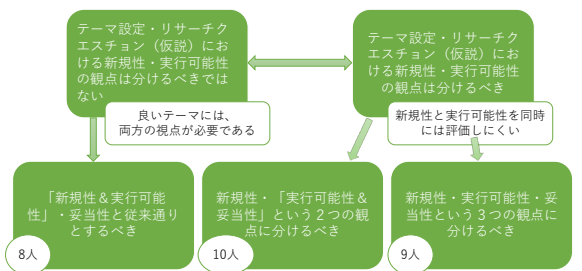 テーマ設定・リサーチク
エスチョン（仮説）にお
ける新規性・実行可能性
の観点は分けるべきでは
ない
テーマ設定・リサーチク
エスチョン（仮説）にお
ける新規性・実行可能性
の観点は分けるべき
良いテーマには、
両方の視点が必要である
新規性と実行可能性を同時
には評価しにくい
「新規性＆実行可能
性」・妥当性と従来通り
とするべき
8人
新規性・「実行可能性＆
妥当性」という２つの観
点に分けるべき
10人
新規性・実行可能性・妥
当性という３つの観点に
分けるべき
9人